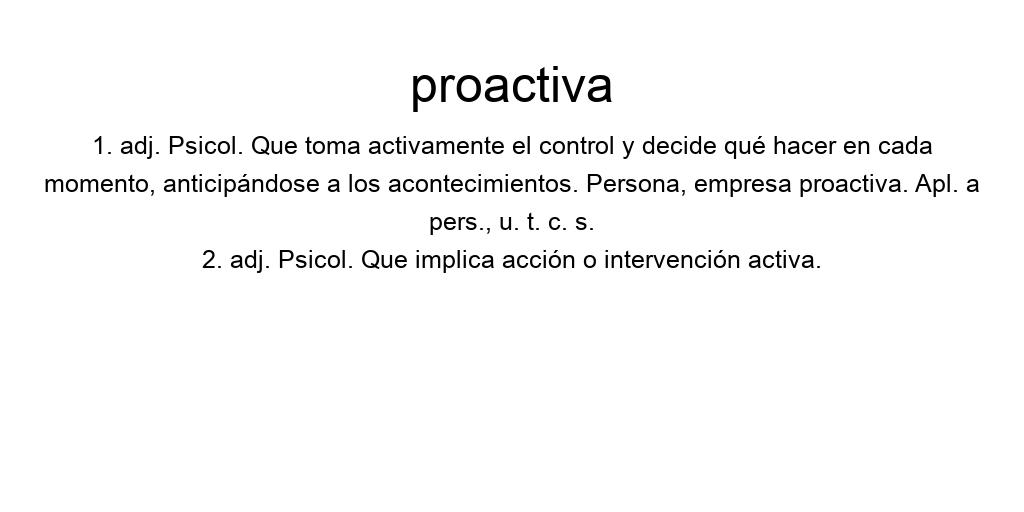 proactiva
1. adj. Psicol. Que toma activamente el control y decide qué hacer en cada
momento, anticipándose a los acontecimientos. Persona, empresa proactiva. Apl. a
pers., u. t. c. s.
2. adj. Psicol. Que implica acción o intervención activa.